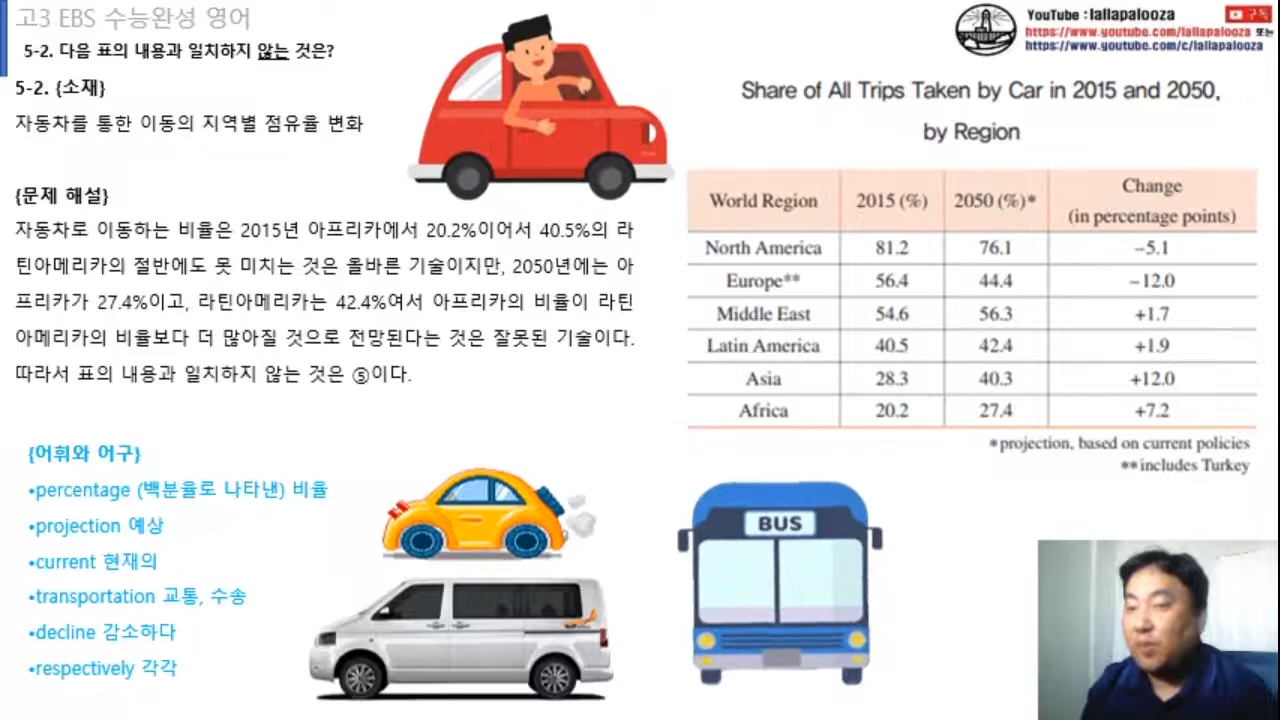 고3 EBS 수능완성 영어
5-2. 다음 표의 내용과 일치하지 않는 것은?
5-2. {소재}
자동차를 통한 이동의 지역별 점유율 변화
{문제 해설}
자동차로 이동하는 비율은 2015년 아프리카에서 20.2%이어서 40.5%의 라
틴아메리카의 절반에도 못 미치는 것은 올바른 기술이지만, 2050년에는 아
프리카가 27.4%이고, 라틴아메리카는 42.4%여서 아프리카의 비율이 라틴
아메리카의 비율보다 더 많아질 것으로 전망된다는 것은 잘못된 기술이다.
따라서 표의 내용과 일치하지 않는 것은 ⑤이다.
{어휘와 어구}
•percentage (백분율로 나타낸) 비율
•projection 예상
•current 현재의
•transportation 교통, 수송
•decline 감소하다
•respectively 각각
YouTube : lallapalooza 구독
https://www.youtube.com/lallapalooza 또는
https://www.youtube.com/c/lallapalooza
Share of All Trips Taken by Car in 2015 and 2050,
by Region
World Region 2015 (%) 2050 (%)* Change (in percentage points)
North America 81.2 76.1 −5.1
Europe** 56.4 44.4 −12.0
Middle East 54.6 56.3 +1.7
Latin America 40.5 42.4 +1.9
Asia 28.3 40.3 +12.0
Africa 20.2 27.4 +7.2
*projection, based on current policies
**includes Turkey
BUS